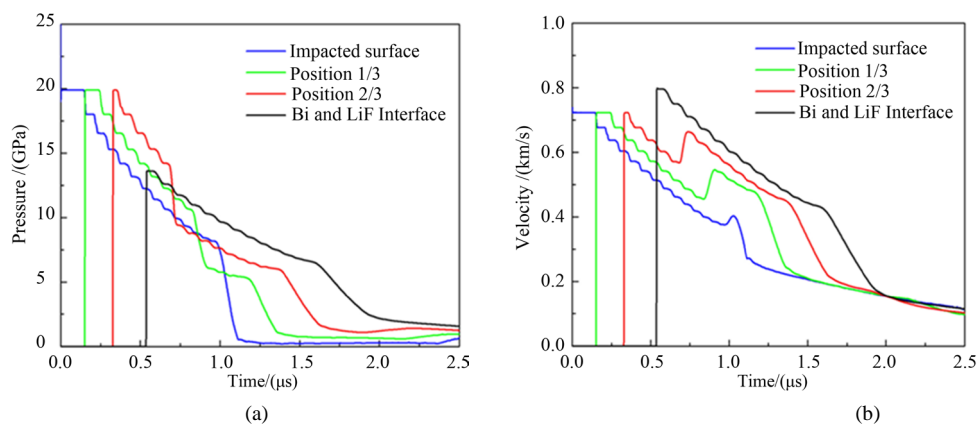 25
20
15
10
5
0
Pressure /(GPa)
Impacted surface
Position 1/3
Position 2/3
Bi and LiF Interface
0.0 0.5 1.0 1.5 2.0 2.5
Time/(μs)
(a)
1.0
0.8
0.6
0.4
0.2
0.0
Velocity /(km/s)
Impacted surface
Position 1/3
Position 2/3
Bi and LiF Interface
0.0 0.5 1.0 1.5 2.0 2.5
Time/(μs)
(b)